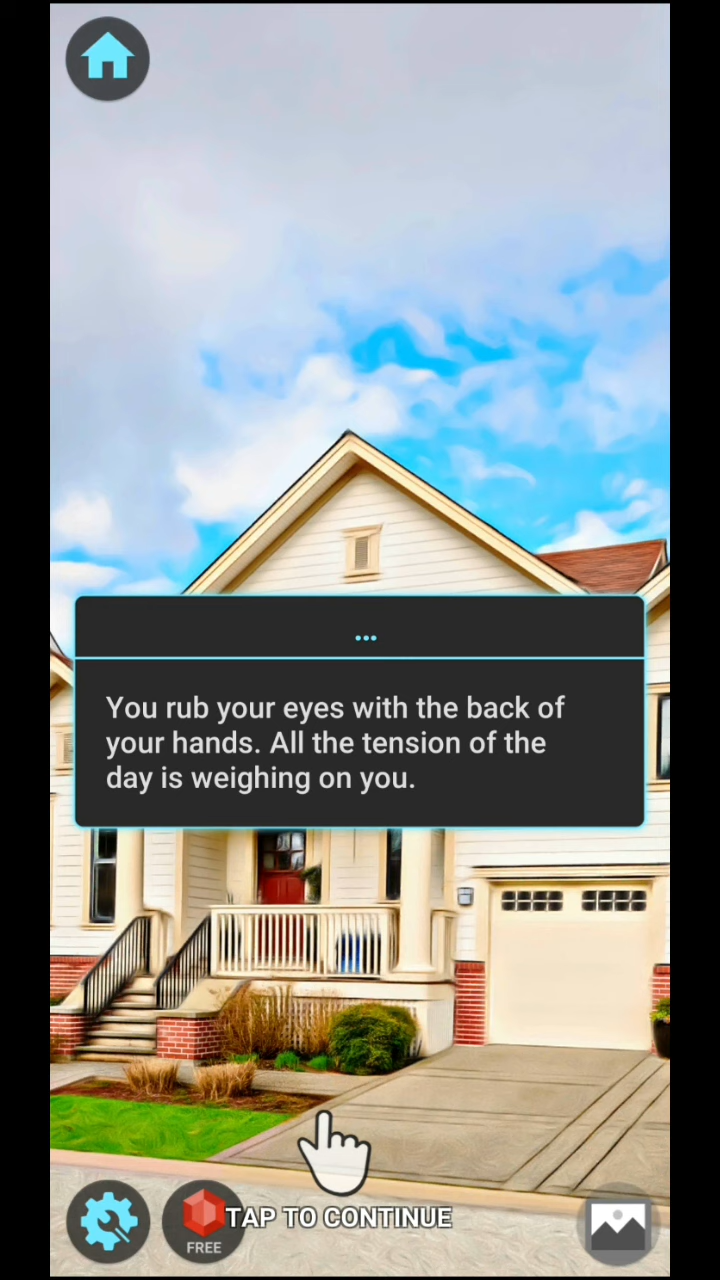 ...
You rub your eyes with the back of
your hands. All the tension of the
day is weighing on you.
TAP TO CONTINUE
FREE